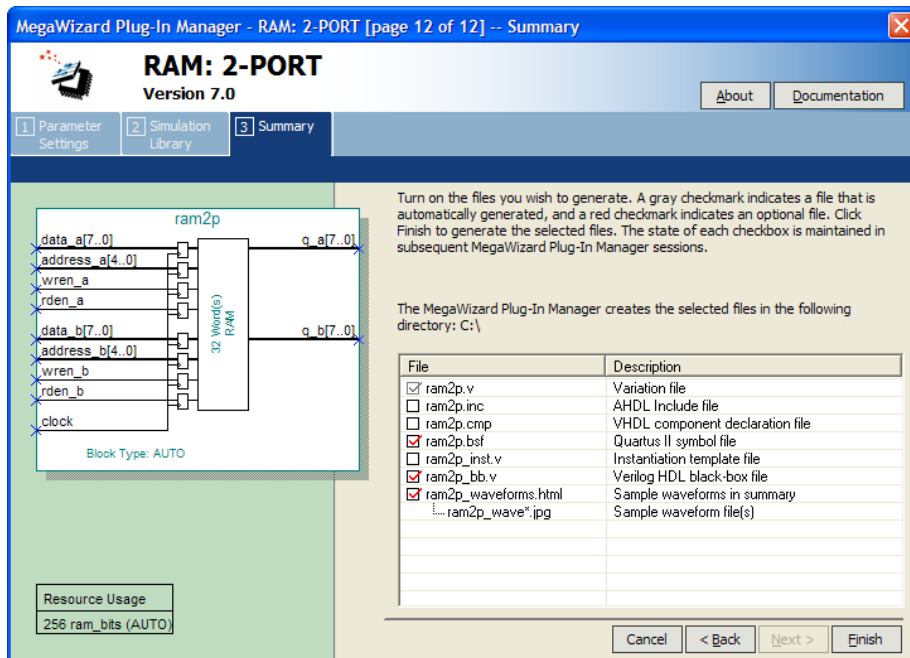 MegaWizard Plug-In Manager - RAM: 2-PORT [page 12 of 12] -- Summary
RAM: 2-PORT
Version 7.0
About
Documentation
1 Parameter Settings
2 Simulation Library
3 Summary
ram2p
data_a[7..0]
address_a[4..0]
wren_a
rden_a
data_b[7..0]
address_b[4..0]
wren_b
rden_b
clock
q_a[7..0]
q_b[7..0]
32 Word(s)
RAM
Block Type: AUTO
Resource Usage
256 ram_bits (AUTO)
Turn on the files you wish to generate. A gray checkmark indicates a file that is
automatically generated, and a red checkmark indicates an optional file. Click
Finish to generate the selected files. The state of each checkbox is maintained in
subsequent MegaWizard Plug-In Manager sessions.
The MegaWizard Plug-In Manager creates the selected files in the following
directory: C:\
File Description
ram2p.v Variation file
ram2p.inc AHDL Include file
ram2p.cmp VHDL component declaration file
ram2p.bsf Quartus II symbol file
ram2p_inst.v Instantiation template file
ram2p_bb.v Verilog HDL black-box file
ram2p_waveforms.html Sample waveforms in summary
ram2p_wave*.jpg Sample waveform file(s)
Cancel
< Back
Next >
Finish